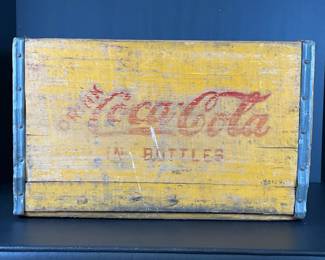 DRINK
Coca-Cola
IN BOTTLES